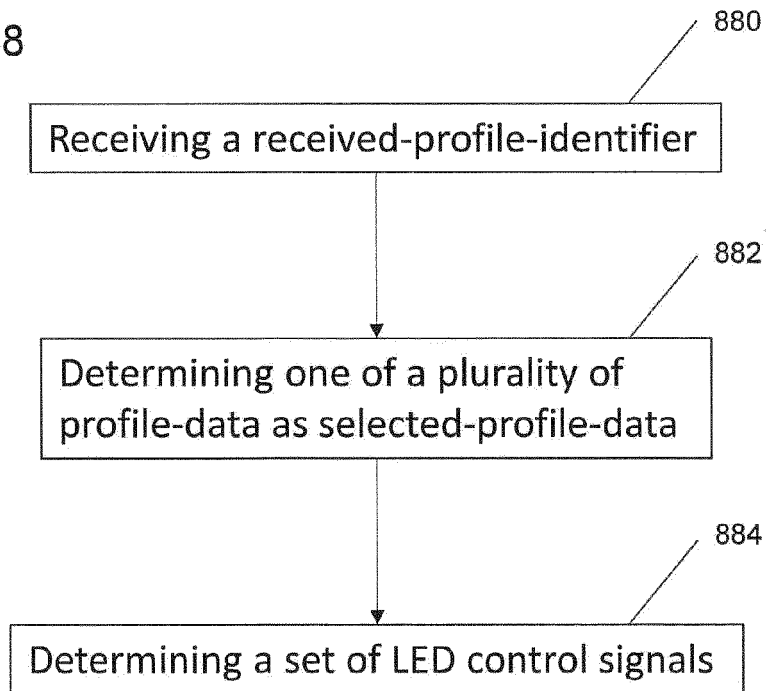 8
880
Receiving a received-profile-identifier
882
Determining one of a plurality of
profile-data as selected-profile-data
884
Determining a set of LED control signals